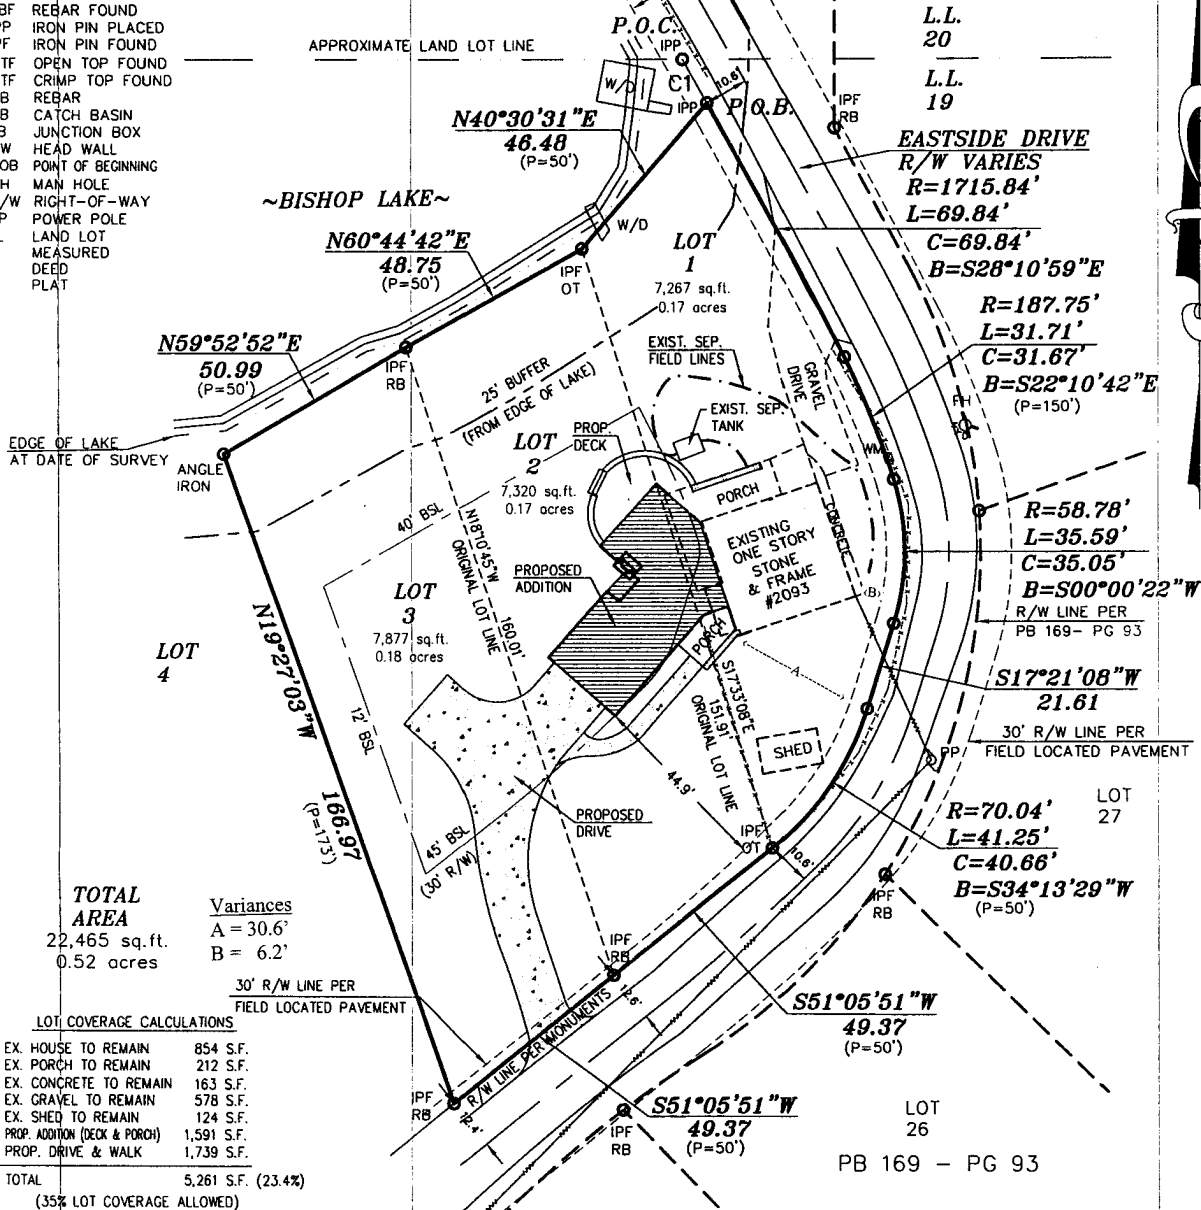 BF REBAR FOUND
P IRON PIN PLACED
F IRON PIN FOUND
TF OPEN TOP FOUND
TF CRIMP TOP FOUND
B REBAR
B CATCH BASIN
B JUNCTION BOX
W HEAD WALL
OB POINT OF BEGINNING
H MAN HOLE
/W RIGHT-OF-WAY
P POWER POLE
L LAND LOT
MEASURED
DEED
PLAT
APPROXIMATE LAND LOT LINE
P.O.C.
IPP
C1
IPP
P.O.B.
10.6'
W/D
L.L.
20
L.L.
19
IPF
RB
EASTSIDE DRIVE
R/W VARIES
R=1715.84'
L=69.84'
C=69.84'
B=S28°10'59"E
R=187.75'
L=31.71'
C=31.67'
B=S22°10'42"E
(P=150')
FH
N40°30'31"E
46.48
(P=50')
~BISHOP LAKE~
N60°44'42"E
48.75
(P=50')
W/D
IPF
OT
N59°52'52"E
50.99
(P=50')
IPF
RB
EDGE OF LAKE
AT DATE OF SURVEY
ANGLE
IRON
LOT
1
7,267 sq.ft.
0.17 acres
25' BUFFER
(FROM EDGE OF LAKE)
EXIST. SEP.
FIELD LINES
GRAVEL
DRIVE
EXIST. SEP.
TANK
PROP.
DECK
LOT
2
7,320 sq.ft.
0.17 acres
WM
PORCH
CONCRETE
40' BSL
N18°10'45"W
160.01'
ORIGINAL LOT LINE
EXISTING
ONE STORY
STONE
& FRAME
#2093
PROPOSED
ADDITION
(B)
R=58.78'
L=35.59'
C=35.05'
B=S00°00'22"W
R/W LINE PER
PB 169- PG 93
LOT
3
7,877 sq.ft.
0.18 acres
LOT
4
N19°27'03"W
166.97
(P=173')
12' BSL
PORCH
A
S17°33'08"E
151.91'
ORIGINAL LOT LINE
S17°21'08"W
21.61
30' R/W LINE PER
FIELD LOCATED PAVEMENT
PP
SHED
44.9'
PROPOSED
DRIVE
45' BSL
(30' R/W)
IPF
OT
10.6'
R=70.04'
L=41.25'
C=40.66'
B=S34°13'29"W
(P=50')
LOT
27
IPF
RB
TOTAL
AREA
22,465 sq.ft.
0.52 acres
Variances
A = 30.6'
B = 6.2'
30' R/W LINE PER
FIELD LOCATED PAVEMENT
IPF
RB
12.6'
R/W LINE PER MONUMENTS
S51°05'51"W
49.37
(P=50')
IPF
RB
12.4'
S51°05'51"W
49.37
(P=50')
IPF
RB
LOT
26
PB 169 - PG 93
LOT COVERAGE CALCULATIONS
EX. HOUSE TO REMAIN 854 S.F.
EX. PORCH TO REMAIN 212 S.F.
EX. CONCRETE TO REMAIN 163 S.F.
EX. GRAVEL TO REMAIN 578 S.F.
EX. SHED TO REMAIN 124 S.F.
PROP. ADDITION (DECK & PORCH) 1,591 S.F.
PROP. DRIVE & WALK 1,739 S.F.
TOTAL 5,261 S.F. (23.4%)
(35% LOT COVERAGE ALLOWED)